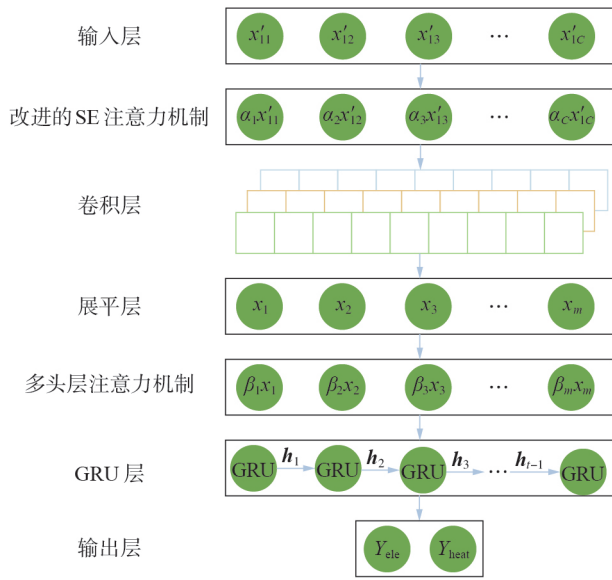 输入层 x′₁₁ x′₁₂ x′₁₃ ··· x′₁C
改进的SE注意力机制 α₁x′₁₁ α₂x′₁₂ α₃x′₁₃ ··· αCx′₁C
卷积层
展平层 x₁ x₂ x₃ ··· xₘ
多头层注意力机制 β₁x₁ β₂x₂ β₃x₃ ··· βₘxₘ
GRU层 GRU h₁ GRU h₂ GRU h₃ ··· hₜ₋₁ GRU
输出层 Yele Yheat